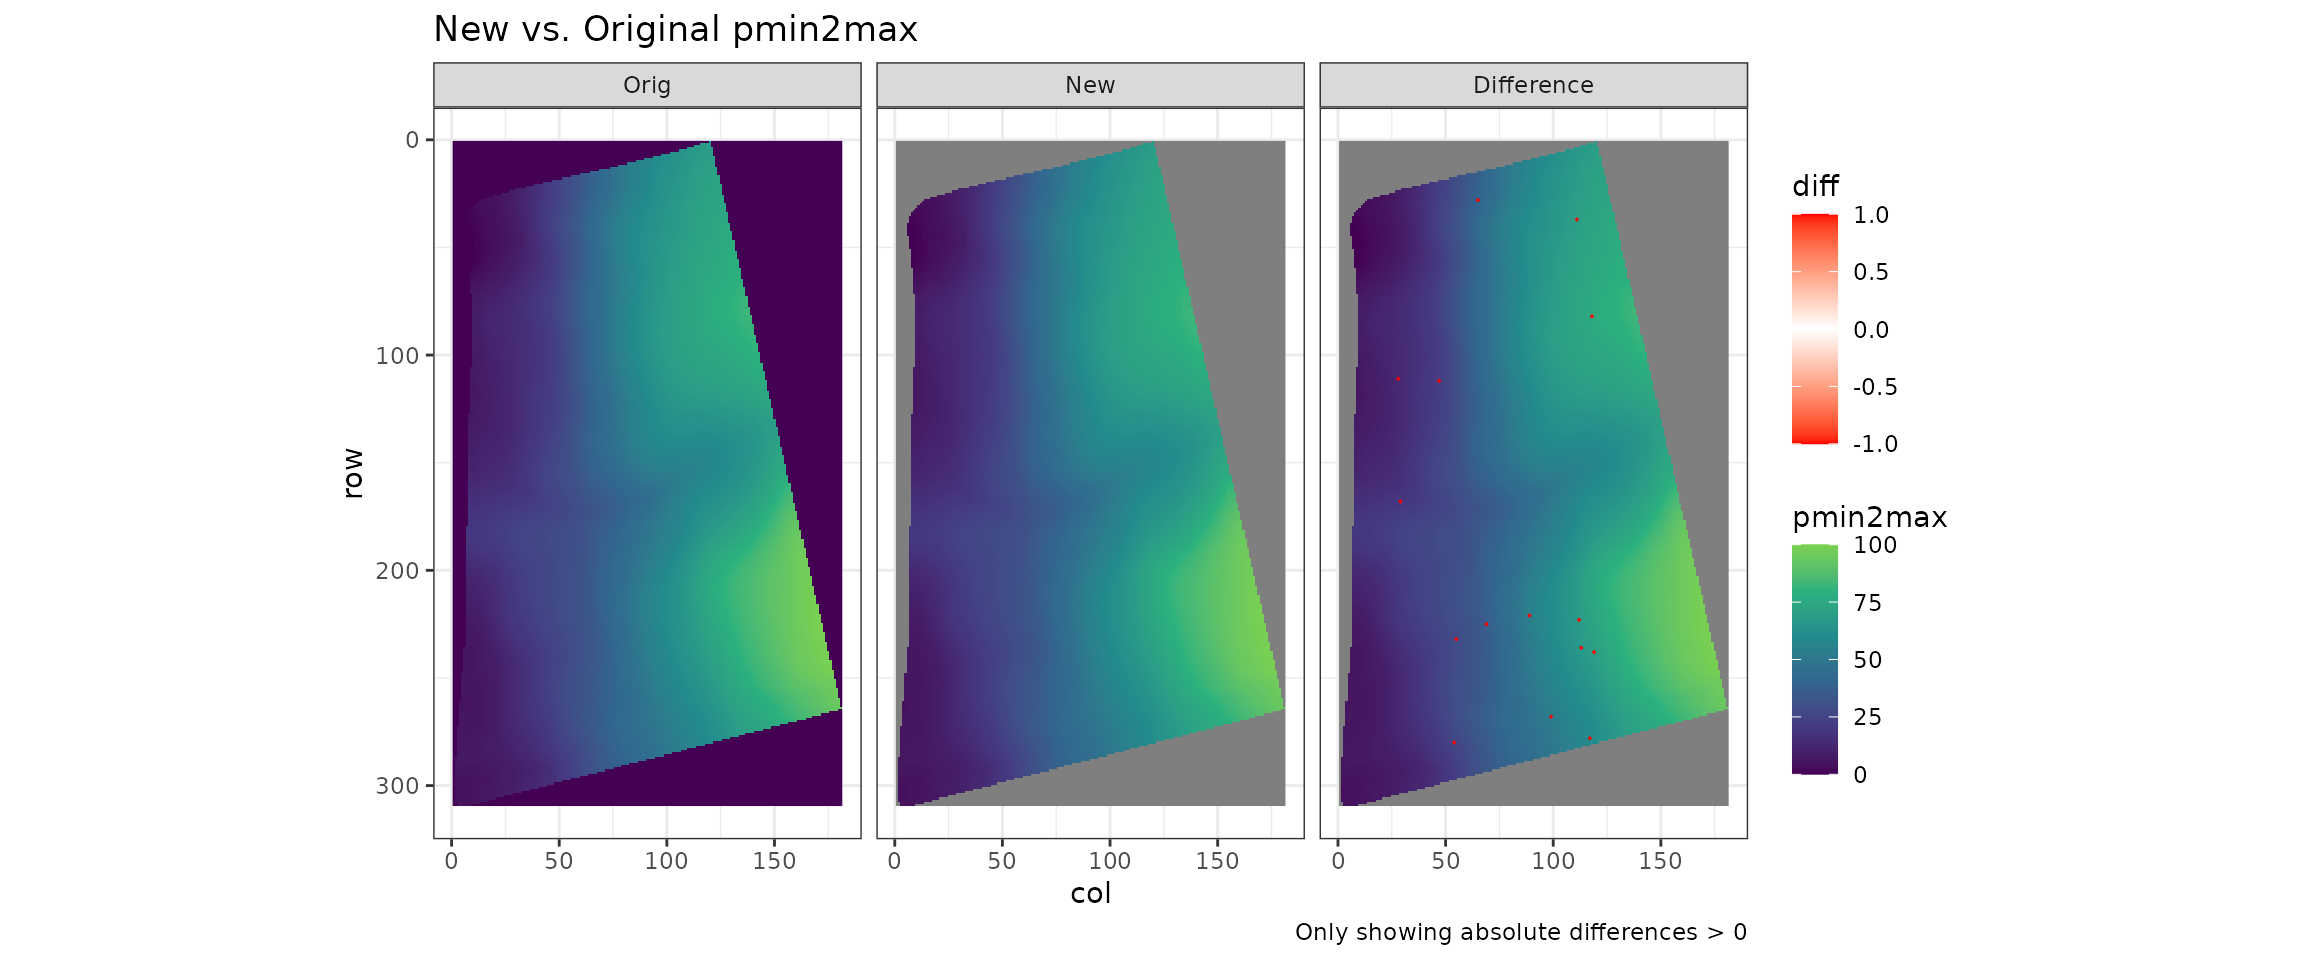 New vs. Original pmin2max
Orig
New
Difference
0
100
200
300
row
0 50 100 150
0 50 100 150
0 50 100 150
col
diff
1.0
0.5
0.0
-0.5
-1.0
pmin2max
100
75
50
25
0
Only showing absolute differences > 0